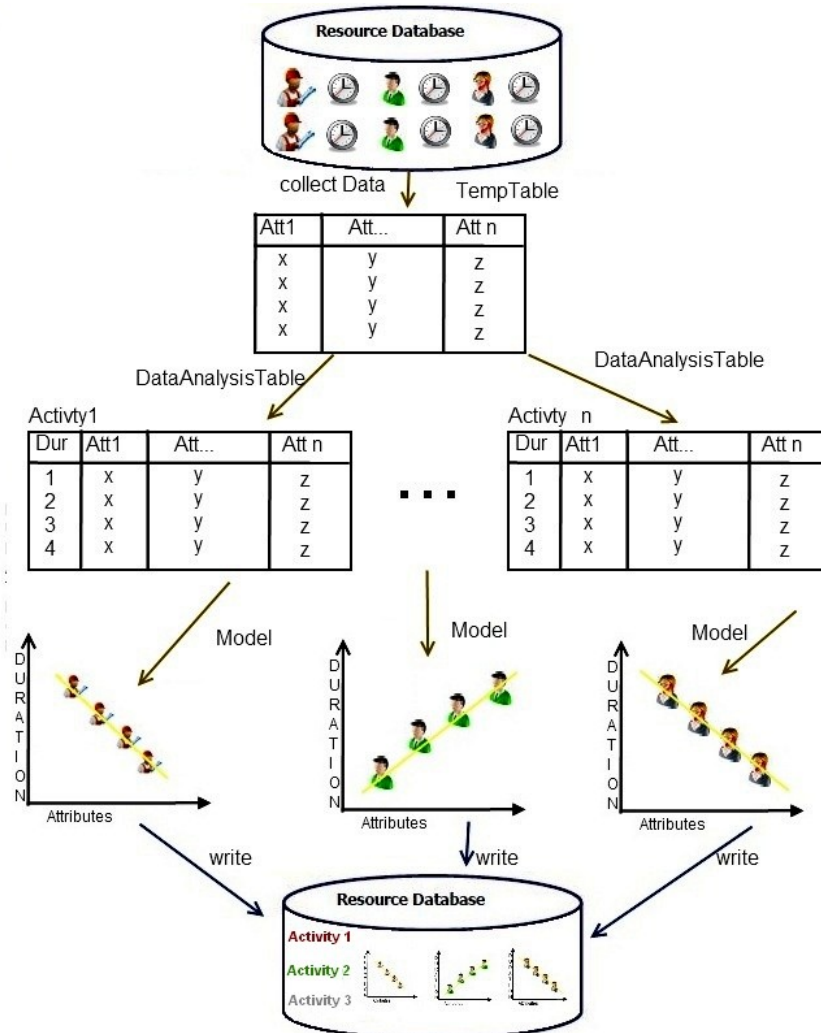 Resource Database
collect Data
TempTable
Att1 Att... Att n
x y z
x y z
x y z
x y z
DataAnalysisTable
DataAnalysisTable
Activty1
Dur Att1 Att... Att n
1 x y z
2 x y z
3 x y z
4 x y z
...
Activty n
Dur Att1 Att... Att n
1 x y z
2 x y z
3 x y z
4 x y z
Model
Model
Model
DURATION
Attributes
DURATION
Attributes
DURATION
Attributes
write
write
write
Resource Database
Activity 1
Activity 2
Activity 3